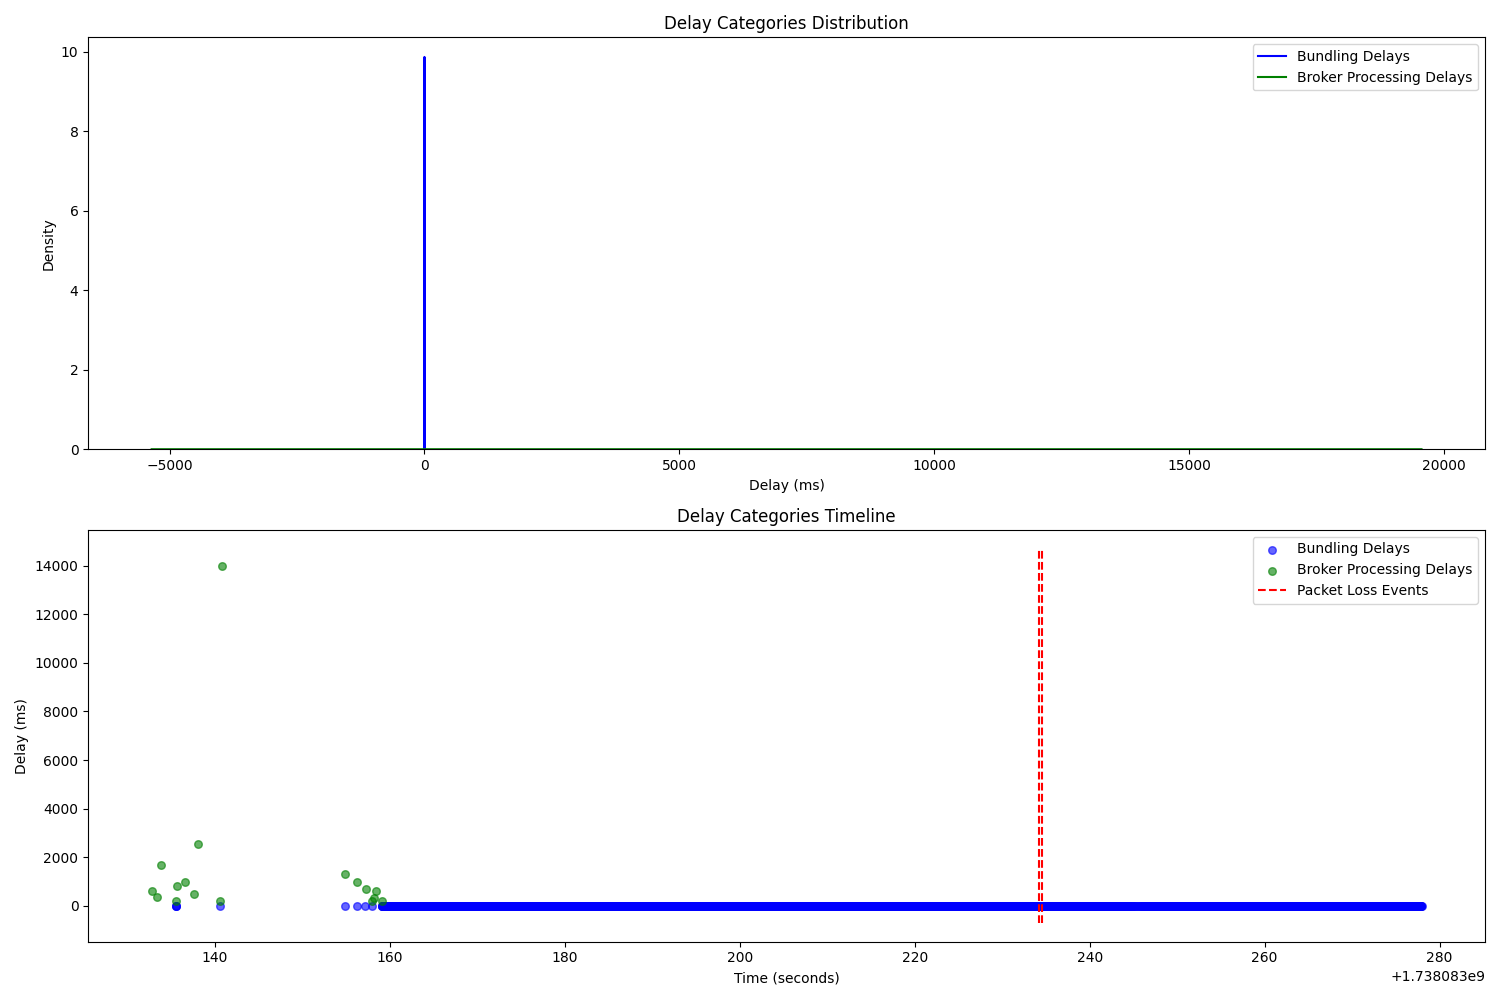 Delay Categories Distribution
10
8
6
4
2
0
Density
Bundling Delays
Broker Processing Delays
−5000
0
5000
10000
15000
20000
Delay (ms)
Delay Categories Timeline
14000
12000
10000
8000
6000
4000
2000
0
Delay (ms)
Bundling Delays
Broker Processing Delays
Packet Loss Events
140
160
180
200
220
240
260
280
Time (seconds)
+1.738083e9